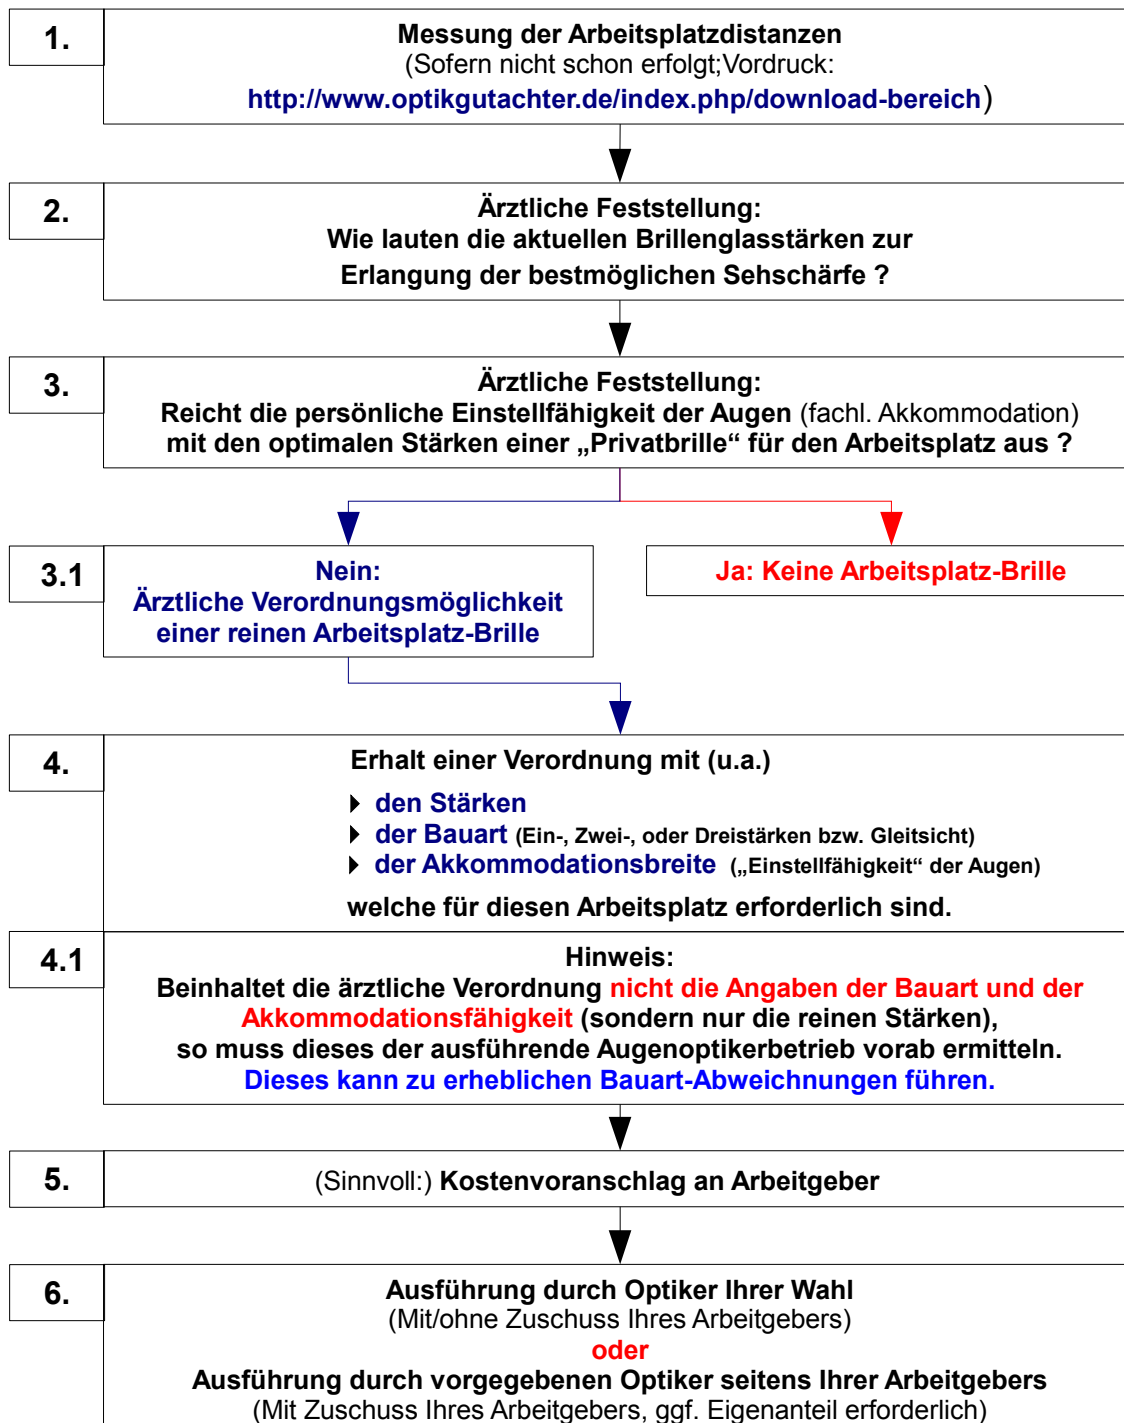 1.
Messung der Arbeitsplatzdistanzen
(Sofern nicht schon erfolgt;Vordruck:
http://www.optikgutachter.de/index.php/download-bereich)
2.
Ärztliche Feststellung:
Wie lauten die aktuellen Brillenglasstärken zur
Erlangung der bestmöglichen Sehschärfe ?
3.
Ärztliche Feststellung:
Reicht die persönliche Einstellfähigkeit der Augen (fachl. Akkommodation)
mit den optimalen Stärken einer „Privatbrille“ für den Arbeitsplatz aus ?
3.1
Nein:
Ärztliche Verordnungsmöglichkeit
einer reinen Arbeitsplatz-Brille
Ja: Keine Arbeitsplatz-Brille
4.
Erhalt einer Verordnung mit (u.a.)
den Stärken
der Bauart (Ein-, Zwei-, oder Dreistärken bzw. Gleitsicht)
der Akkommodationsbreite („Einstellfähigkeit“ der Augen)
welche für diesen Arbeitsplatz erforderlich sind.
4.1
Hinweis:
Beinhaltet die ärztliche Verordnung nicht die Angaben der Bauart und der
Akkommodationsfähigkeit (sondern nur die reinen Stärken),
so muss dieses der ausführende Augenoptikerbetrieb vorab ermitteln.
Dieses kann zu erheblichen Bauart-Abweichnungen führen.
5.
(Sinnvoll:) Kostenvoranschlag an Arbeitgeber
6.
Ausführung durch Optiker Ihrer Wahl
(Mit/ohne Zuschuss Ihres Arbeitgebers)
oder
Ausführung durch vorgegebenen Optiker seitens Ihrer Arbeitgebers
(Mit Zuschuss Ihres Arbeitgebers, ggf. Eigenanteil erforderlich)